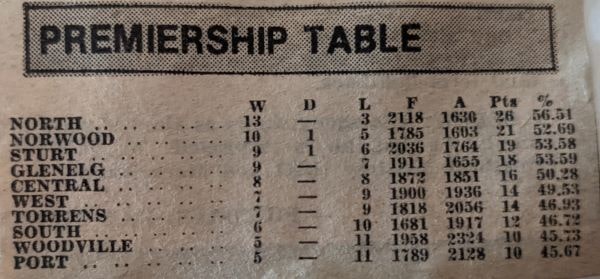 PREMIERSHIP TABLE
W D L F A Pts %
NORTH .. .. .. .. .. 13 — 3 2118 1630 26 56.51
NORWOOD .. .. .. .. 10 1 5 1785 1603 21 52.69
STURT .. .. .. .. .. 9 1 6 2036 1764 19 53.58
GLENELG .. .. .. .. 9 — 7 1911 1655 18 53.59
CENTRAL .. .. .. .. 8 — 8 1872 1851 16 50.28
WEST .. .. .. .. .. 7 — 9 1900 1936 14 49.53
TORRENS .. .. .. .. 7 — 9 1818 2056 14 46.93
SOUTH .. .. .. .. .. 6 — 10 1681 1917 12 46.72
WOODVILLE .. .. .. 5 — 11 1958 2324 10 45.73
PORT .. .. .. .. .. 5 — 11 1789 2128 10 45.67